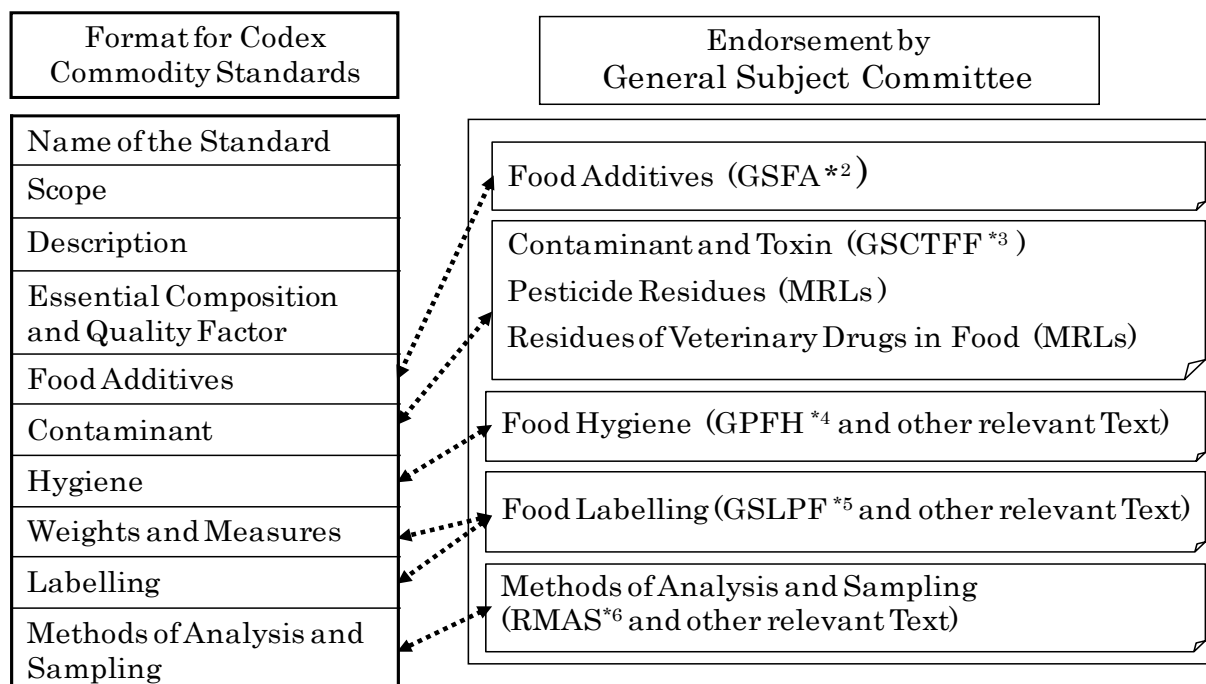 Format for Codex
Commodity Standards
Endorsement by
General Subject Committee
Name of the Standard
Scope
Description
Essential Composition
and Quality Factor
Food Additives
Contaminant
Hygiene
Weights and Measures
Labelling
Methods of Analysis and
Sampling
Food Additives (GSFA*2)
Contaminant and Toxin (GSCTFF*3)
Pesticide Residues (MRLs)
Residues of Veterinary Drugs in Food (MRLs)
Food Hygiene (GPFH*4 and other relevant Text)
Food Labelling (GSLPF*5 and other relevant Text)
Methods of Analysis and Sampling
(RMAS*6 and other relevant Text)